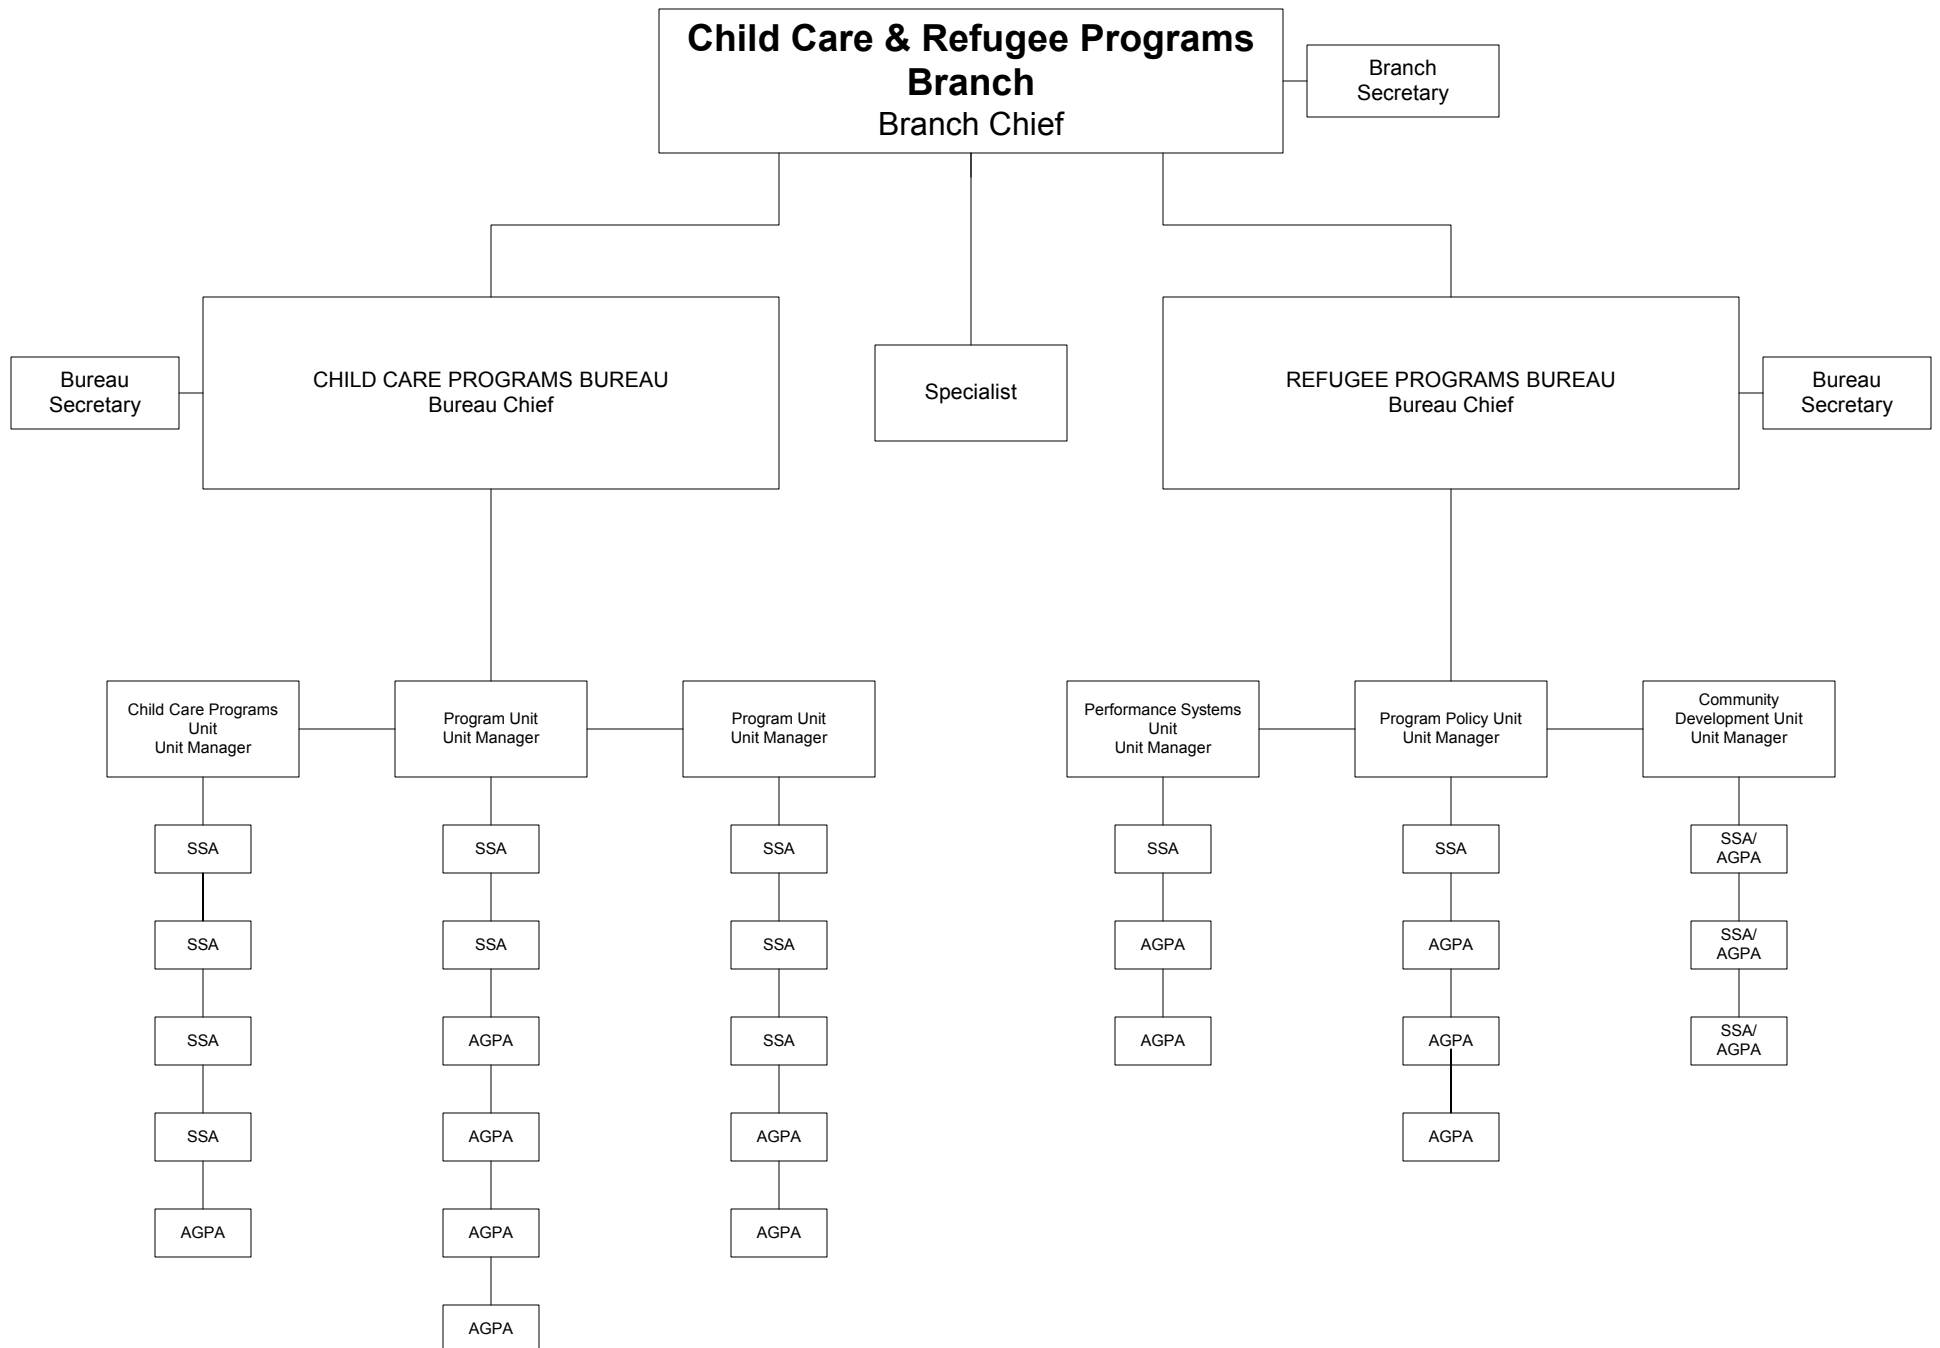 Child Care & Refugee Programs
Branch
Branch Chief
Branch
Secretary
Bureau
Secretary
CHILD CARE PROGRAMS BUREAU
Bureau Chief
Specialist
REFUGEE PROGRAMS BUREAU
Bureau Chief
Bureau
Secretary
Child Care Programs
Unit
Unit Manager
Program Unit
Unit Manager
Program Unit
Unit Manager
Performance Systems
Unit
Unit Manager
Program Policy Unit
Unit Manager
Community
Development Unit
Unit Manager
SSA
SSA
SSA
SSA
SSA
SSA/
AGPA
SSA
SSA
SSA
AGPA
AGPA
SSA/
AGPA
SSA
AGPA
SSA
AGPA
AGPA
SSA/
AGPA
SSA
AGPA
AGPA
AGPA
AGPA
AGPA
AGPA
AGPA